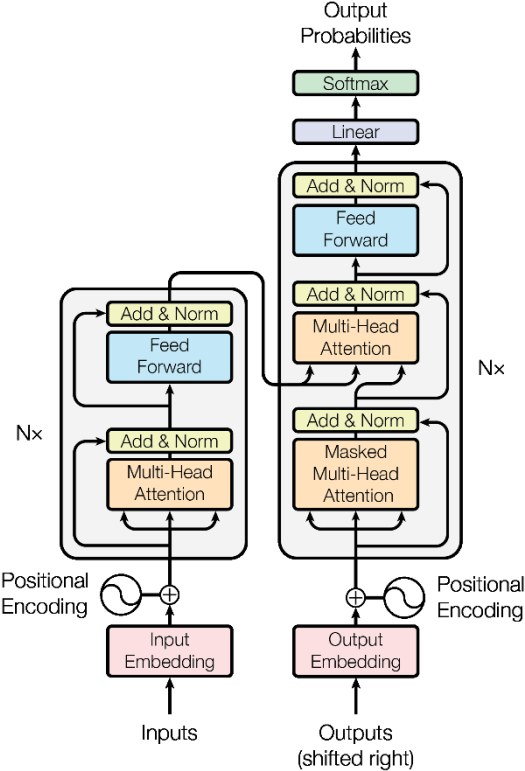 Output
Probabilities
Softmax
Linear
Add & Norm
Feed
Forward
Add & Norm
Multi-Head
Attention
Add & Norm
Masked
Multi-Head
Attention
N×
Add & Norm
Feed
Forward
Add & Norm
Multi-Head
Attention
N×
Positional
Encoding
Positional
Encoding
Input
Embedding
Output
Embedding
Inputs
Outputs
(shifted right)